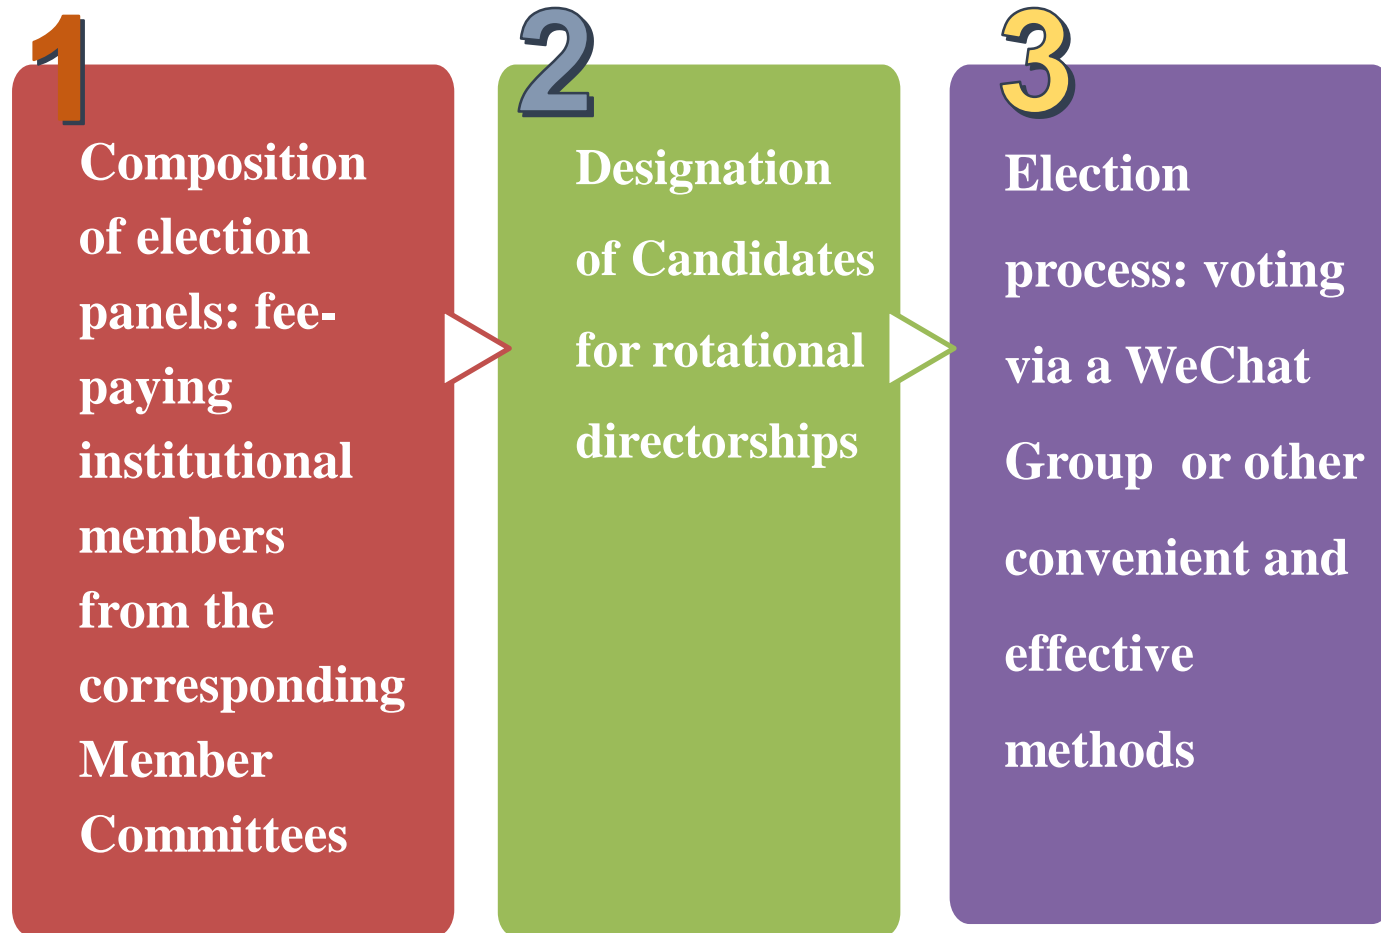 1
Composition
of election
panels: fee-
paying
institutional
members
from the
corresponding
Member
Committees
2
Designation
of Candidates
for rotational
directorships
3
Election
process: voting
via a WeChat
Group  or other
convenient and
effective
methods